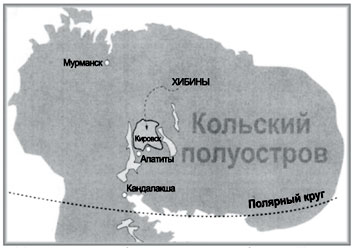 Мурманск
ХИБИНЫ
Кировск
Апатиты
Кольский
полуостров
Кандалакша
Полярный круг